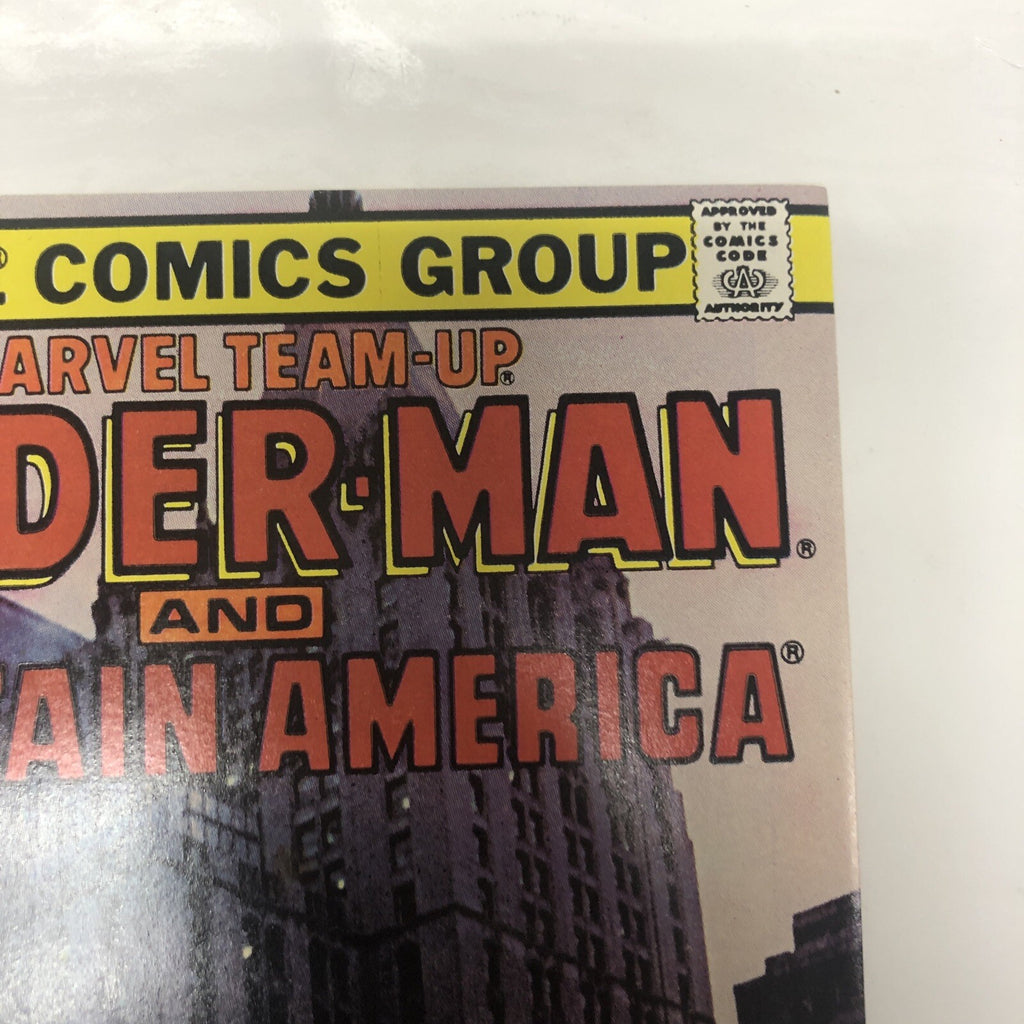 ® COMICS GROUP
APPROVED
BY THE
COMICS
CODE
AUTHORITY
ARVEL TEAM-UP®
DER-MAN®
AND
AIN AMERICA®